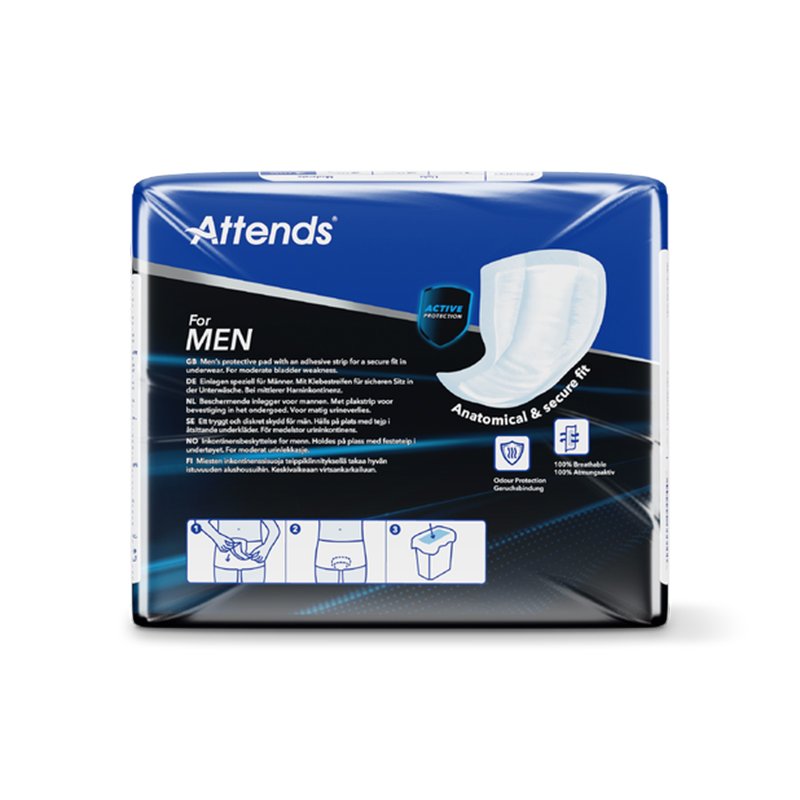 Attends®
ACTIVE
PROTECTION
For
MEN
GB Men's protective pad with an adhesive strip for a secure fit in
underwear. For moderate bladder weakness.
DE Einlagen speziell für Männer. Mit Klebestreifen für sicheren Sitz in
der Unterwäsche. Bei mittlerer Harninkontinenz.
NL Beschermende inlegger voor mannen. Met plakstrip voor
bevestiging in het ondergoed. Voor matig urineverlies.
SE Ett tryggt och diskret skydd för män. Hålls på plats med tejp i
åtsittande underkläder. För medelstor urininkontinens.
NO Inkontinensbeskyttelse for menn. Holdes på plass med festeteip i
undertøyet. For moderat urinlekkasje.
FI Miesten inkontinenssisuoja teippikiinnityksellä takaa hyvän
istuvuuden alushousuihin. Keskivaikeaan virtsankarkailuun.
Anatomical & secure fit
Odour Protection
Geruchsbindung
100% Breathable
100% Atmungsaktiv
1
2
3